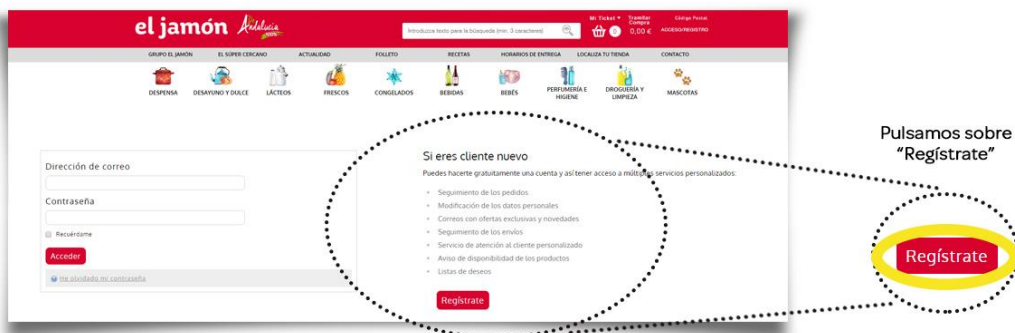 el jamón Andalucía
Introduzca texto para la búsqueda (min. 3 caracteres)
Mi Ticket
0
Tramitar Compra
0,00 €
Código Postal
ACCESO/REGISTRO
GRUPO EL JAMÓN EL SÚPER CERCANO ACTUALIDAD FOLLETO RECETAS HORARIOS DE ENTREGA LOCALIZA TU TIENDA CONTACTO
DESPENSA DESAYUNO Y DULCE LÁCTEOS FRESCOS CONGELADOS BEBIDAS BEBÉS PERFUMERÍA E HIGIENE DROGUERÍA Y LIMPIEZA MASCOTAS
Dirección de correo
Contraseña
Recuérdame
Acceder
He olvidado mi contraseña
Si eres cliente nuevo
Puedes hacerte gratuitamente una cuenta y así tener acceso a múltiples servicios personalizados:
Seguimiento de los pedidos:
Modificación de los datos personales
Correos con ofertas exclusivas y novedades
Seguimiento de los envíos
Servicio de atención al cliente personalizado
Aviso de disponibilidad de los productos
Listas de deseos
Regístrate
Pulsamos sobre
“Regístrate”
Regístrate